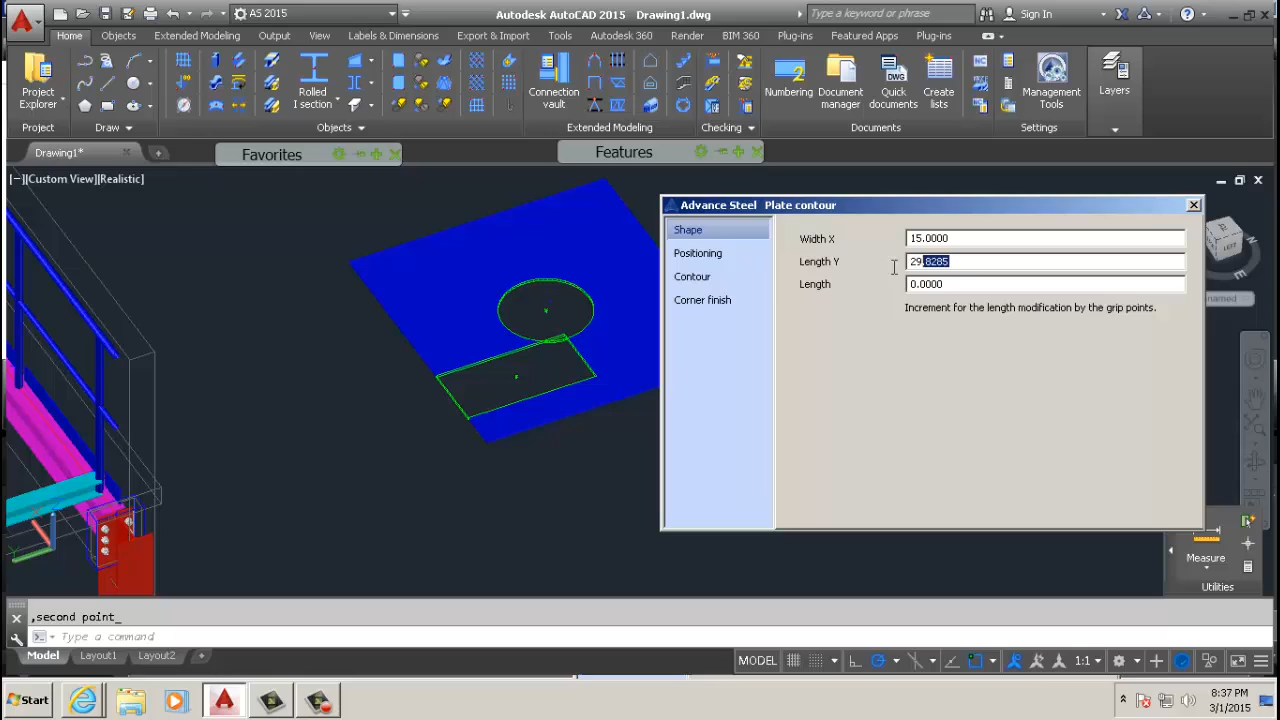 AS 2015
Autodesk AutoCAD 2015 Drawing1.dwg
Type a keyword or phrase
Sign In
Home
Objects
Extended Modeling
Output
View
Labels & Dimensions
Export & Import
Tools
Autodesk 360
Render
BIM 360
Plug-ins
Featured Apps
Plug-ins
Project
Explorer
Rolled
I section
Connection
vault
Numbering
Document
manager
Quick
documents
Create
lists
Management
Tools
Layers
Project
Draw
Objects
Extended Modeling
Checking
Documents
Settings
Drawing1*
Favorites
Features
[−][Custom View][Realistic]
Advance Steel Plate contour
Shape
Positioning
Contour
Corner finish
Width X
15.0000
Length Y
29.8285
Length
0.0000
Increment for the length modification by the grip points.
LEFT
named
Measure
Utilities
,second point_
Type a command
Model
Layout1
Layout2
MODEL
1:1
Start
8:37 PM
3/1/2015